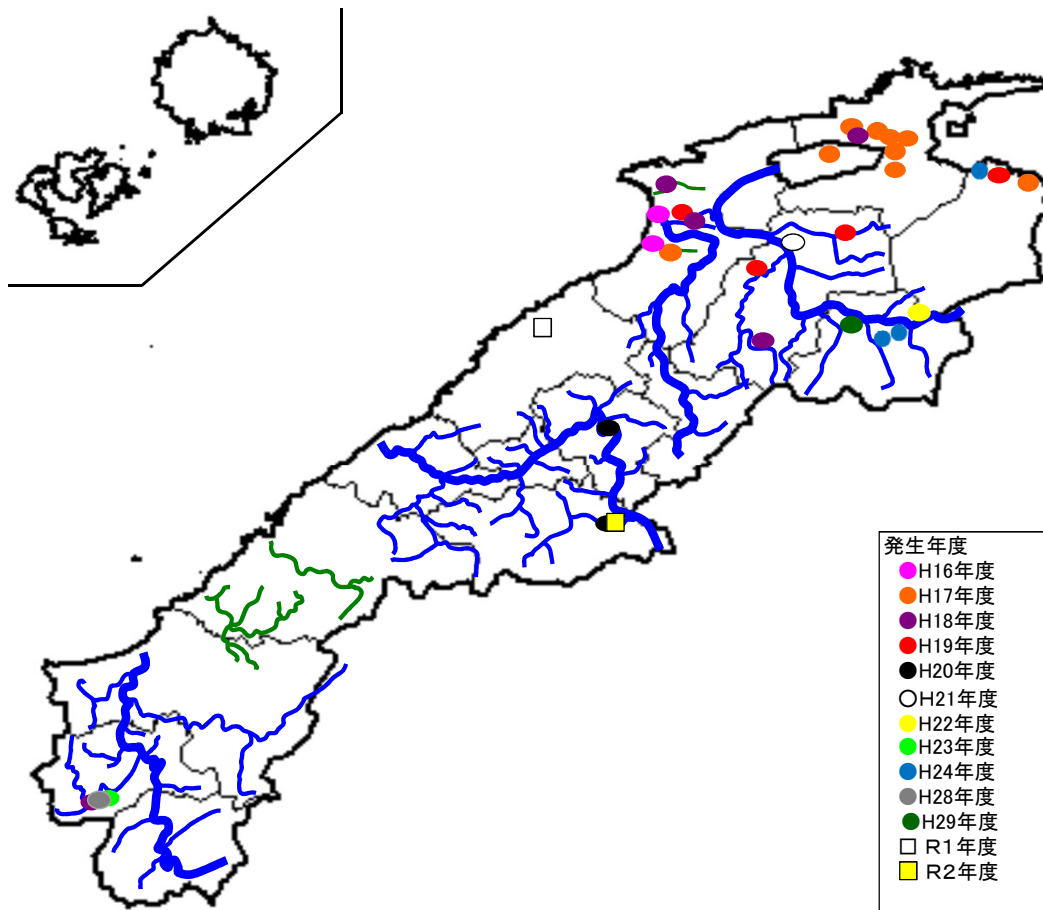 発生年度
H16年度
H17年度
H18年度
H19年度
H20年度
H21年度
H22年度
H23年度
H24年度
H28年度
H29年度
R1年度
R2年度